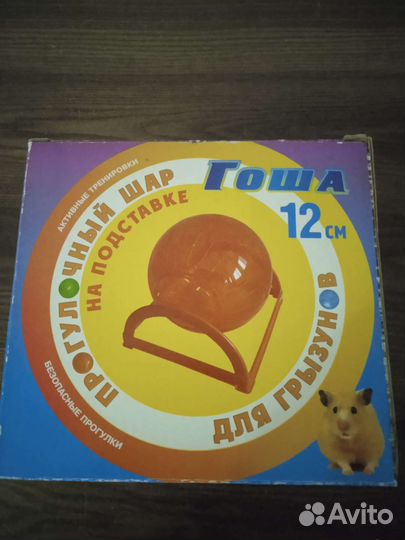 Гоша
12 см
ПРОГУЛОЧНЫЙ ШАР
НА ПОДСТАВКЕ
ДЛЯ ГРЫЗУНОВ
АКТИВНЫЕ ТРЕНИРОВКИ
БЕЗОПАСНЫЕ ПРОГУЛКИ
Avito